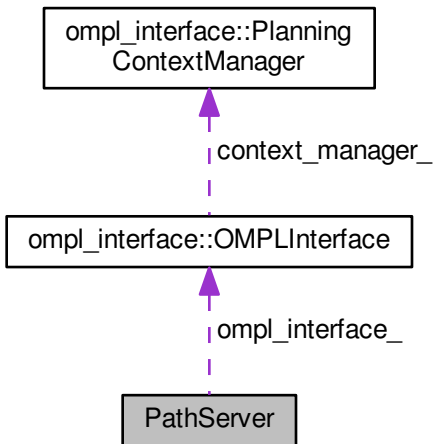 ompl_interface::Planning
ContextManager
context_manager_
ompl_interface::OMPLInterface
ompl_interface_
PathServer